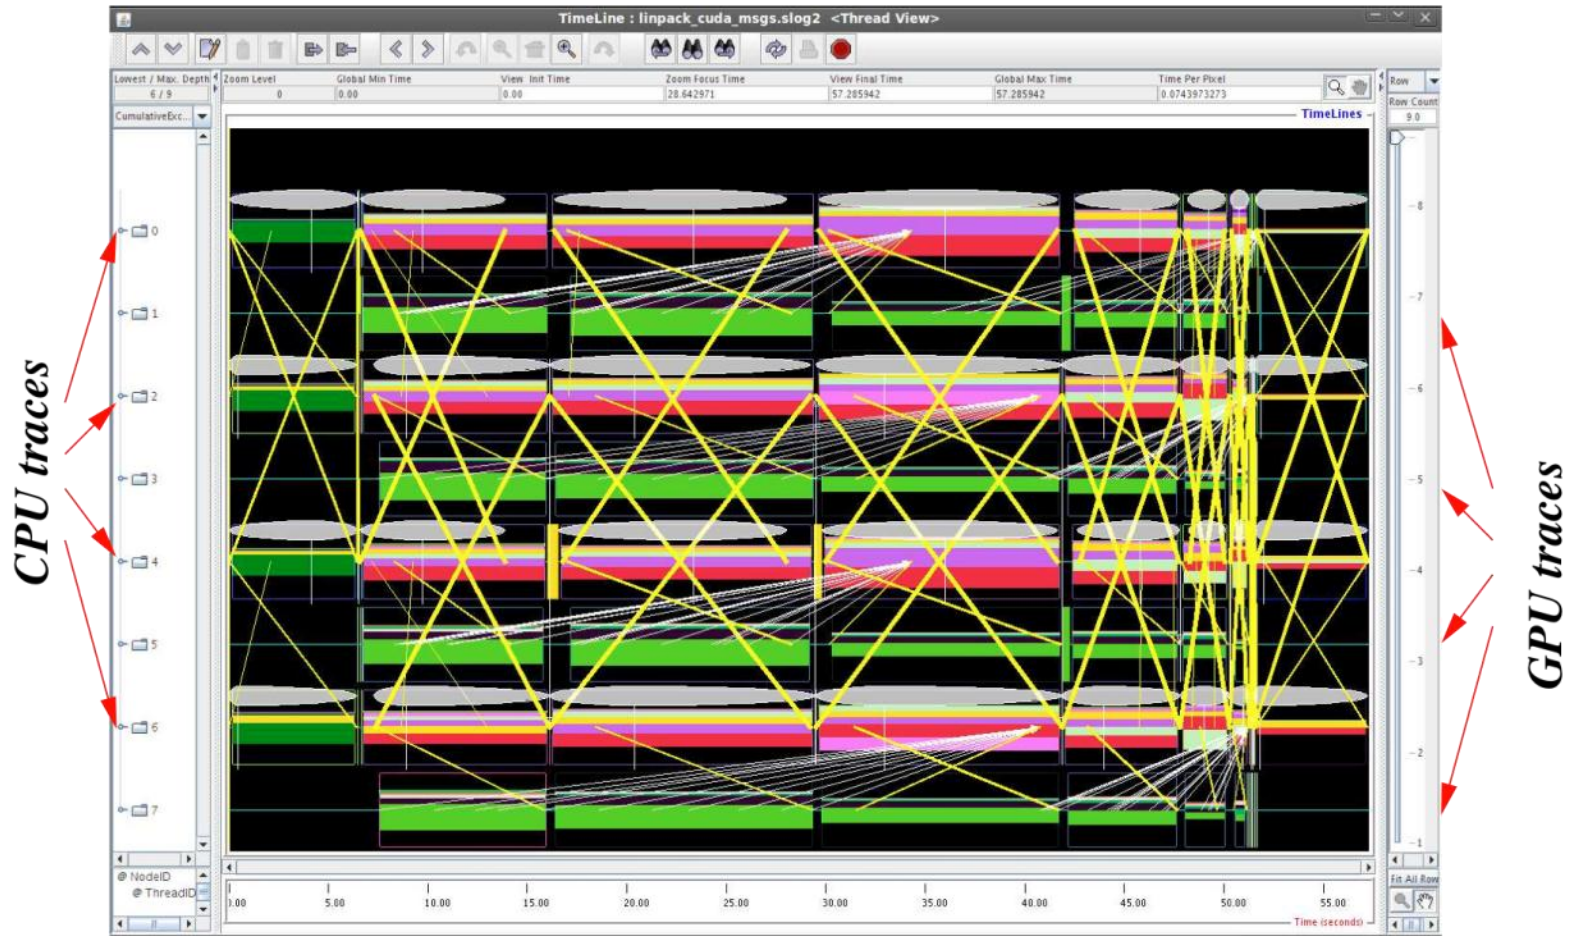 TimeLine : linpack_cuda_msgs.slog2 <Thread View>
Lowest / Max. Depth
Zoom Level
Global Min Time
View Init Time
Zoom Focus Time
View Final Time
Global Max Time
Time Per Pixel
Row
6 / 9
0
0.00
0.00
28.642971
57.285942
57.285942
0.0743973273
Row Count
CumulativeExc...
TimeLines
9.0
0
1
2
3
4
5
6
7
8
7
6
5
4
3
2
1
CPU traces
GPU traces
@ NodeID
@ ThreadID
Fit All Row
0.00 5.00 10.00 15.00 20.00 25.00 30.00 35.00 40.00 45.00 50.00 55.00
Time (seconds)